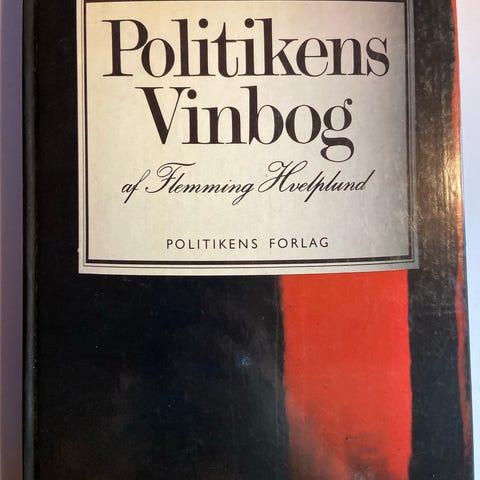 Politikens
Vinbog
af Flemming Hvelplund
POLITIKENS FORLAG